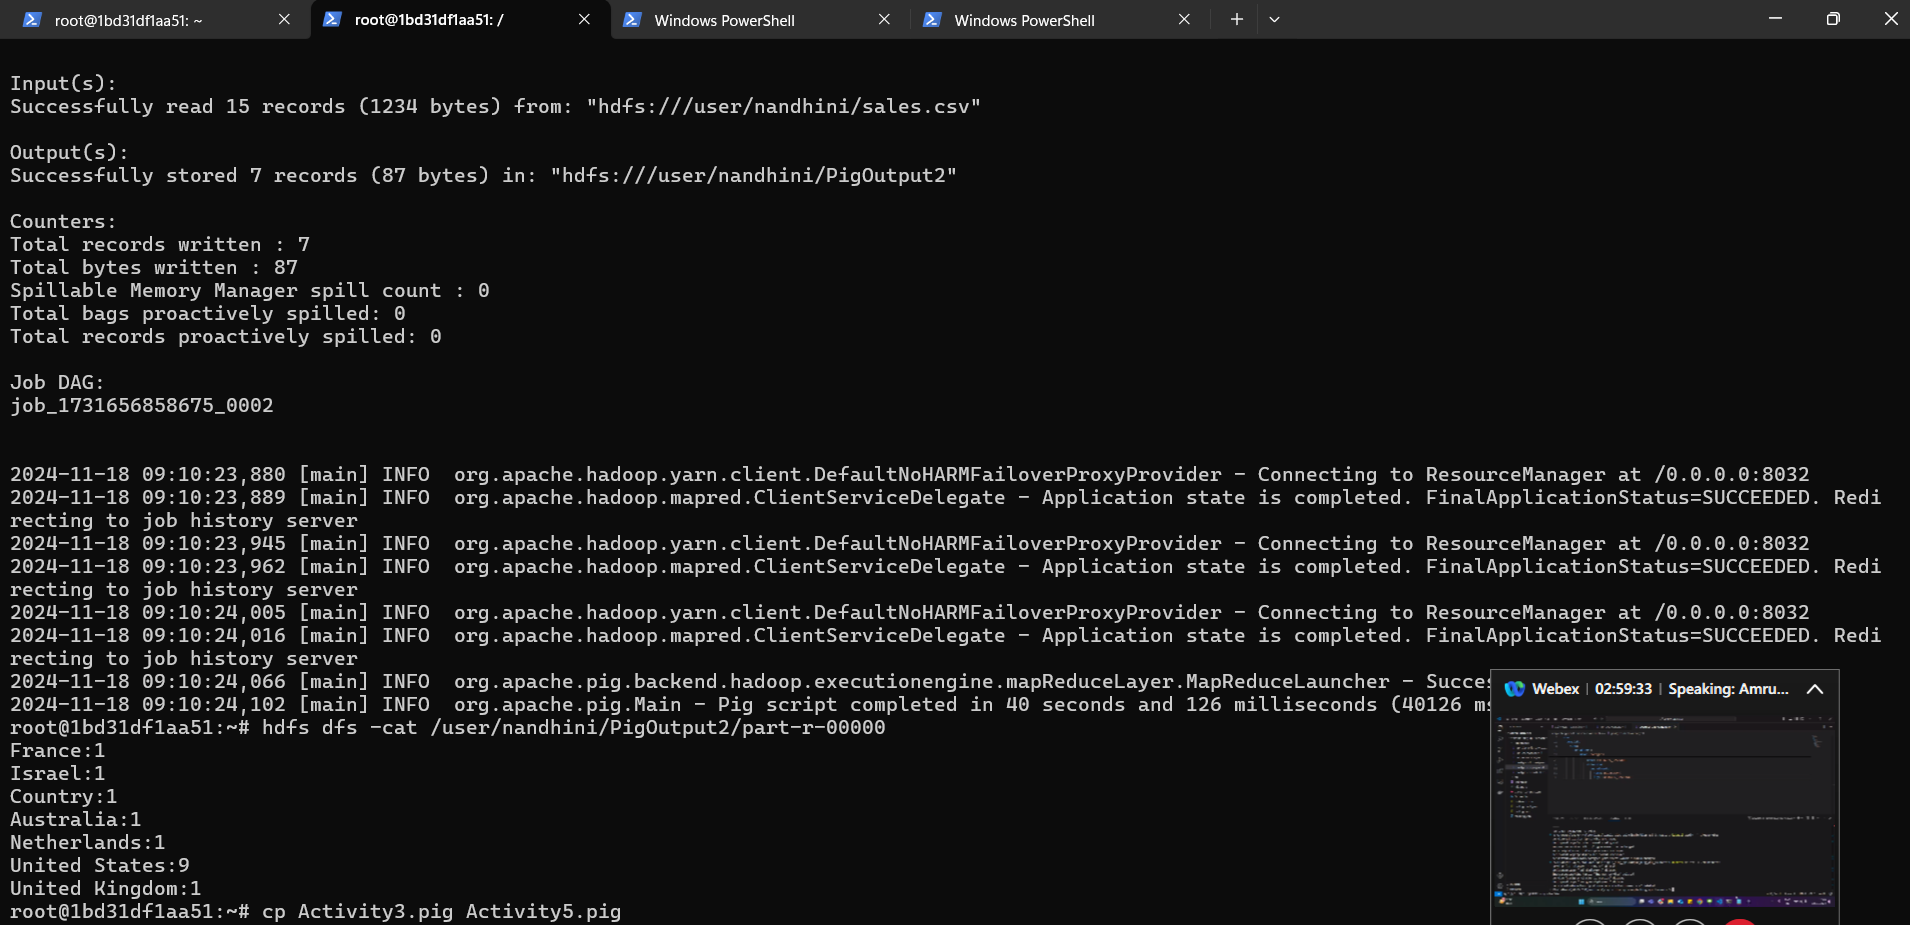 root@1bd31df1aa51: ~
root@1bd31df1aa51: /
Windows PowerShell
Windows PowerShell
Input(s):
Successfully read 15 records (1234 bytes) from: "hdfs:///user/nandhini/sales.csv"
Output(s):
Successfully stored 7 records (87 bytes) in: "hdfs:///user/nandhini/PigOutput2"
Counters:
Total records written : 7
Total bytes written : 87
Spillable Memory Manager spill count : 0
Total bags proactively spilled: 0
Total records proactively spilled: 0
Job DAG:
job_1731656858675_0002
2024-11-18 09:10:23,880 [main] INFO  org.apache.hadoop.yarn.client.DefaultNoHARMFailoverProxyProvider - Connecting to ResourceManager at /0.0.0.0:8032
2024-11-18 09:10:23,889 [main] INFO  org.apache.hadoop.mapred.ClientServiceDelegate - Application state is completed. FinalApplicationStatus=SUCCEEDED. Redi
recting to job history server
2024-11-18 09:10:23,945 [main] INFO  org.apache.hadoop.yarn.client.DefaultNoHARMFailoverProxyProvider - Connecting to ResourceManager at /0.0.0.0:8032
2024-11-18 09:10:23,962 [main] INFO  org.apache.hadoop.mapred.ClientServiceDelegate - Application state is completed. FinalApplicationStatus=SUCCEEDED. Redi
recting to job history server
2024-11-18 09:10:24,005 [main] INFO  org.apache.hadoop.yarn.client.DefaultNoHARMFailoverProxyProvider - Connecting to ResourceManager at /0.0.0.0:8032
2024-11-18 09:10:24,016 [main] INFO  org.apache.hadoop.mapred.ClientServiceDelegate - Application state is completed. FinalApplicationStatus=SUCCEEDED. Redi
recting to job history server
2024-11-18 09:10:24,066 [main] INFO  org.apache.pig.backend.hadoop.executionengine.mapReduceLayer.MapReduceLauncher - Succes
2024-11-18 09:10:24,102 [main] INFO  org.apache.pig.Main - Pig script completed in 40 seconds and 126 milliseconds (40126 ms
root@1bd31df1aa51:~# hdfs dfs -cat /user/nandhini/PigOutput2/part-r-00000
France:1
Israel:1
Country:1
Australia:1
Netherlands:1
United States:9
United Kingdom:1
root@1bd31df1aa51:~# cp Activity3.pig Activity5.pig
Webex | 02:59:33 | Speaking: Amru...